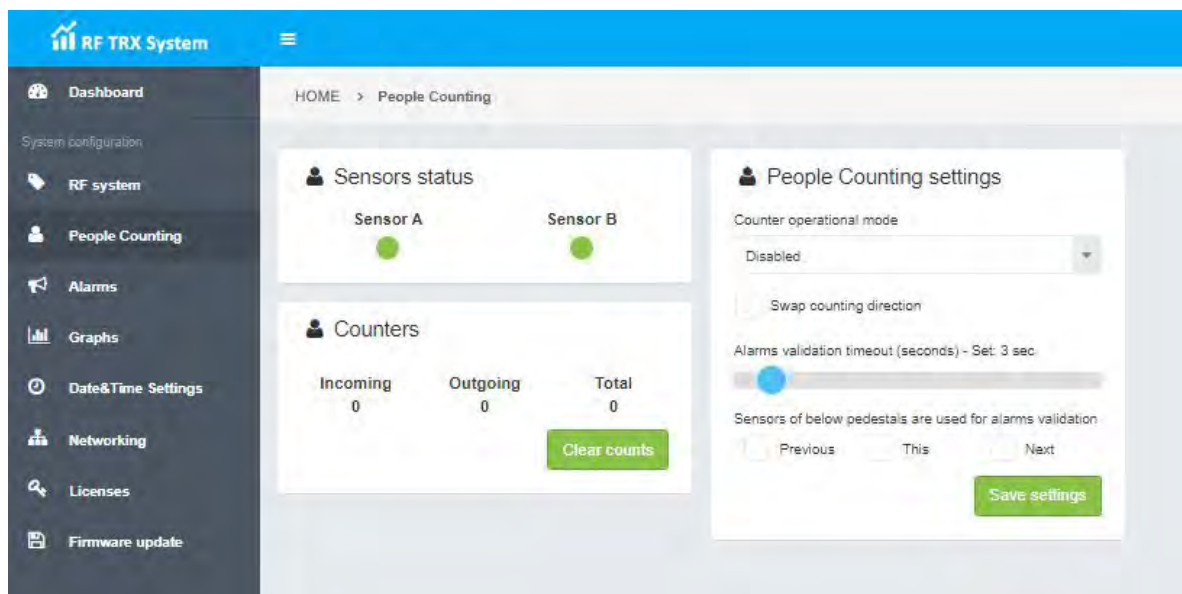 RF TRX System
Dashboard
System configuration
RF system
People Counting
Alarms
Graphs
Date&Time Settings
Networking
Licenses
Firmware update
HOME > People Counting
Sensors status
Sensor A Sensor B
Counters
Incoming Outgoing Total
0 0 0
Clear counts
People Counting settings
Counter operational mode
Disabled
Swap counting direction
Alarms validation timeout (seconds) - Set: 3 sec
Sensors of below pedestals are used for alarms validation
Previous This Next
Save settings